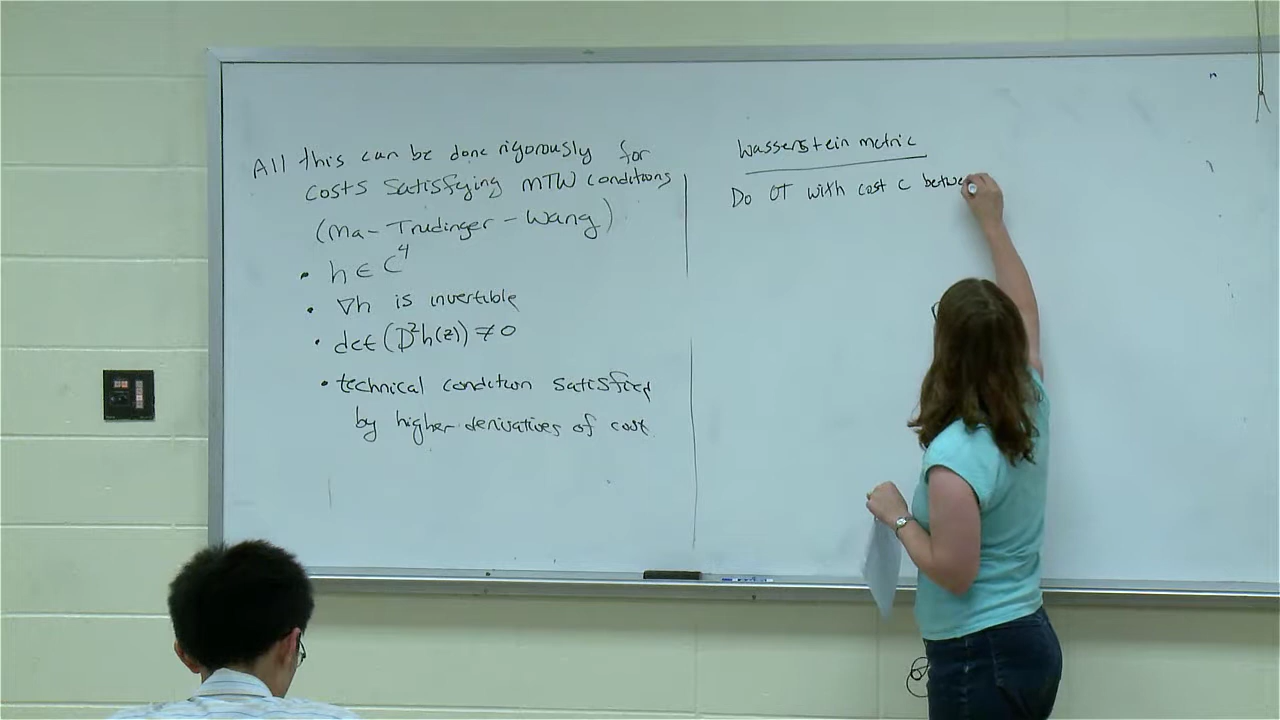 All this can be done rigorously for
costs satisfying MTW conditions
(Ma-Trudinger-Wang)
• h ∈ C⁴
• ∇h is invertible
• det(D²h(z)) ≠ 0
• technical condition satisfied
by higher derivatives of cost.
Wasserstein metric
Do OT with cost c betwe